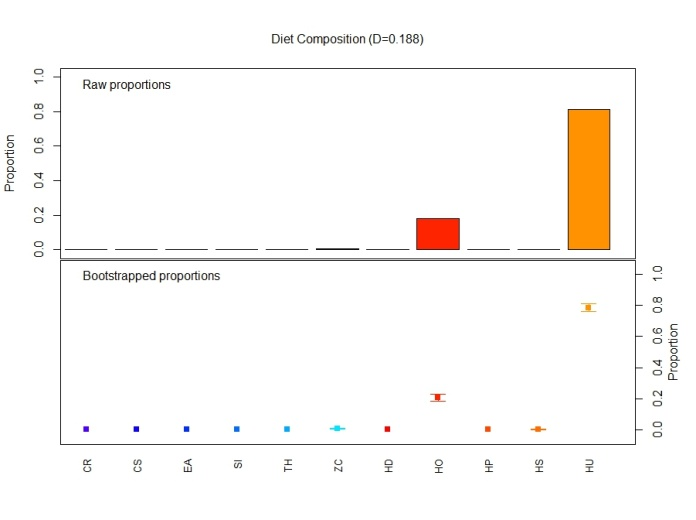 Diet Composition (D=0.188)
Raw proportions
Proportion
1.0
0.8
0.6
0.4
0.2
0.0
Bootstrapped proportions
Proportion
1.0
0.8
0.6
0.4
0.2
0.0
CR CS EA SI TH ZC HD HO HP HS HU